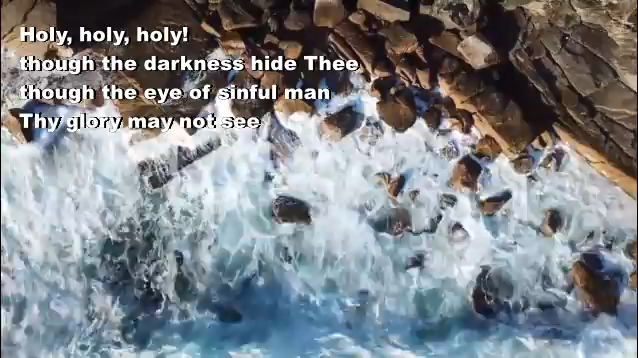 Holy, holy, holy!
though the darkness hide Thee
though the eye of sinful man
Thy glory may not see